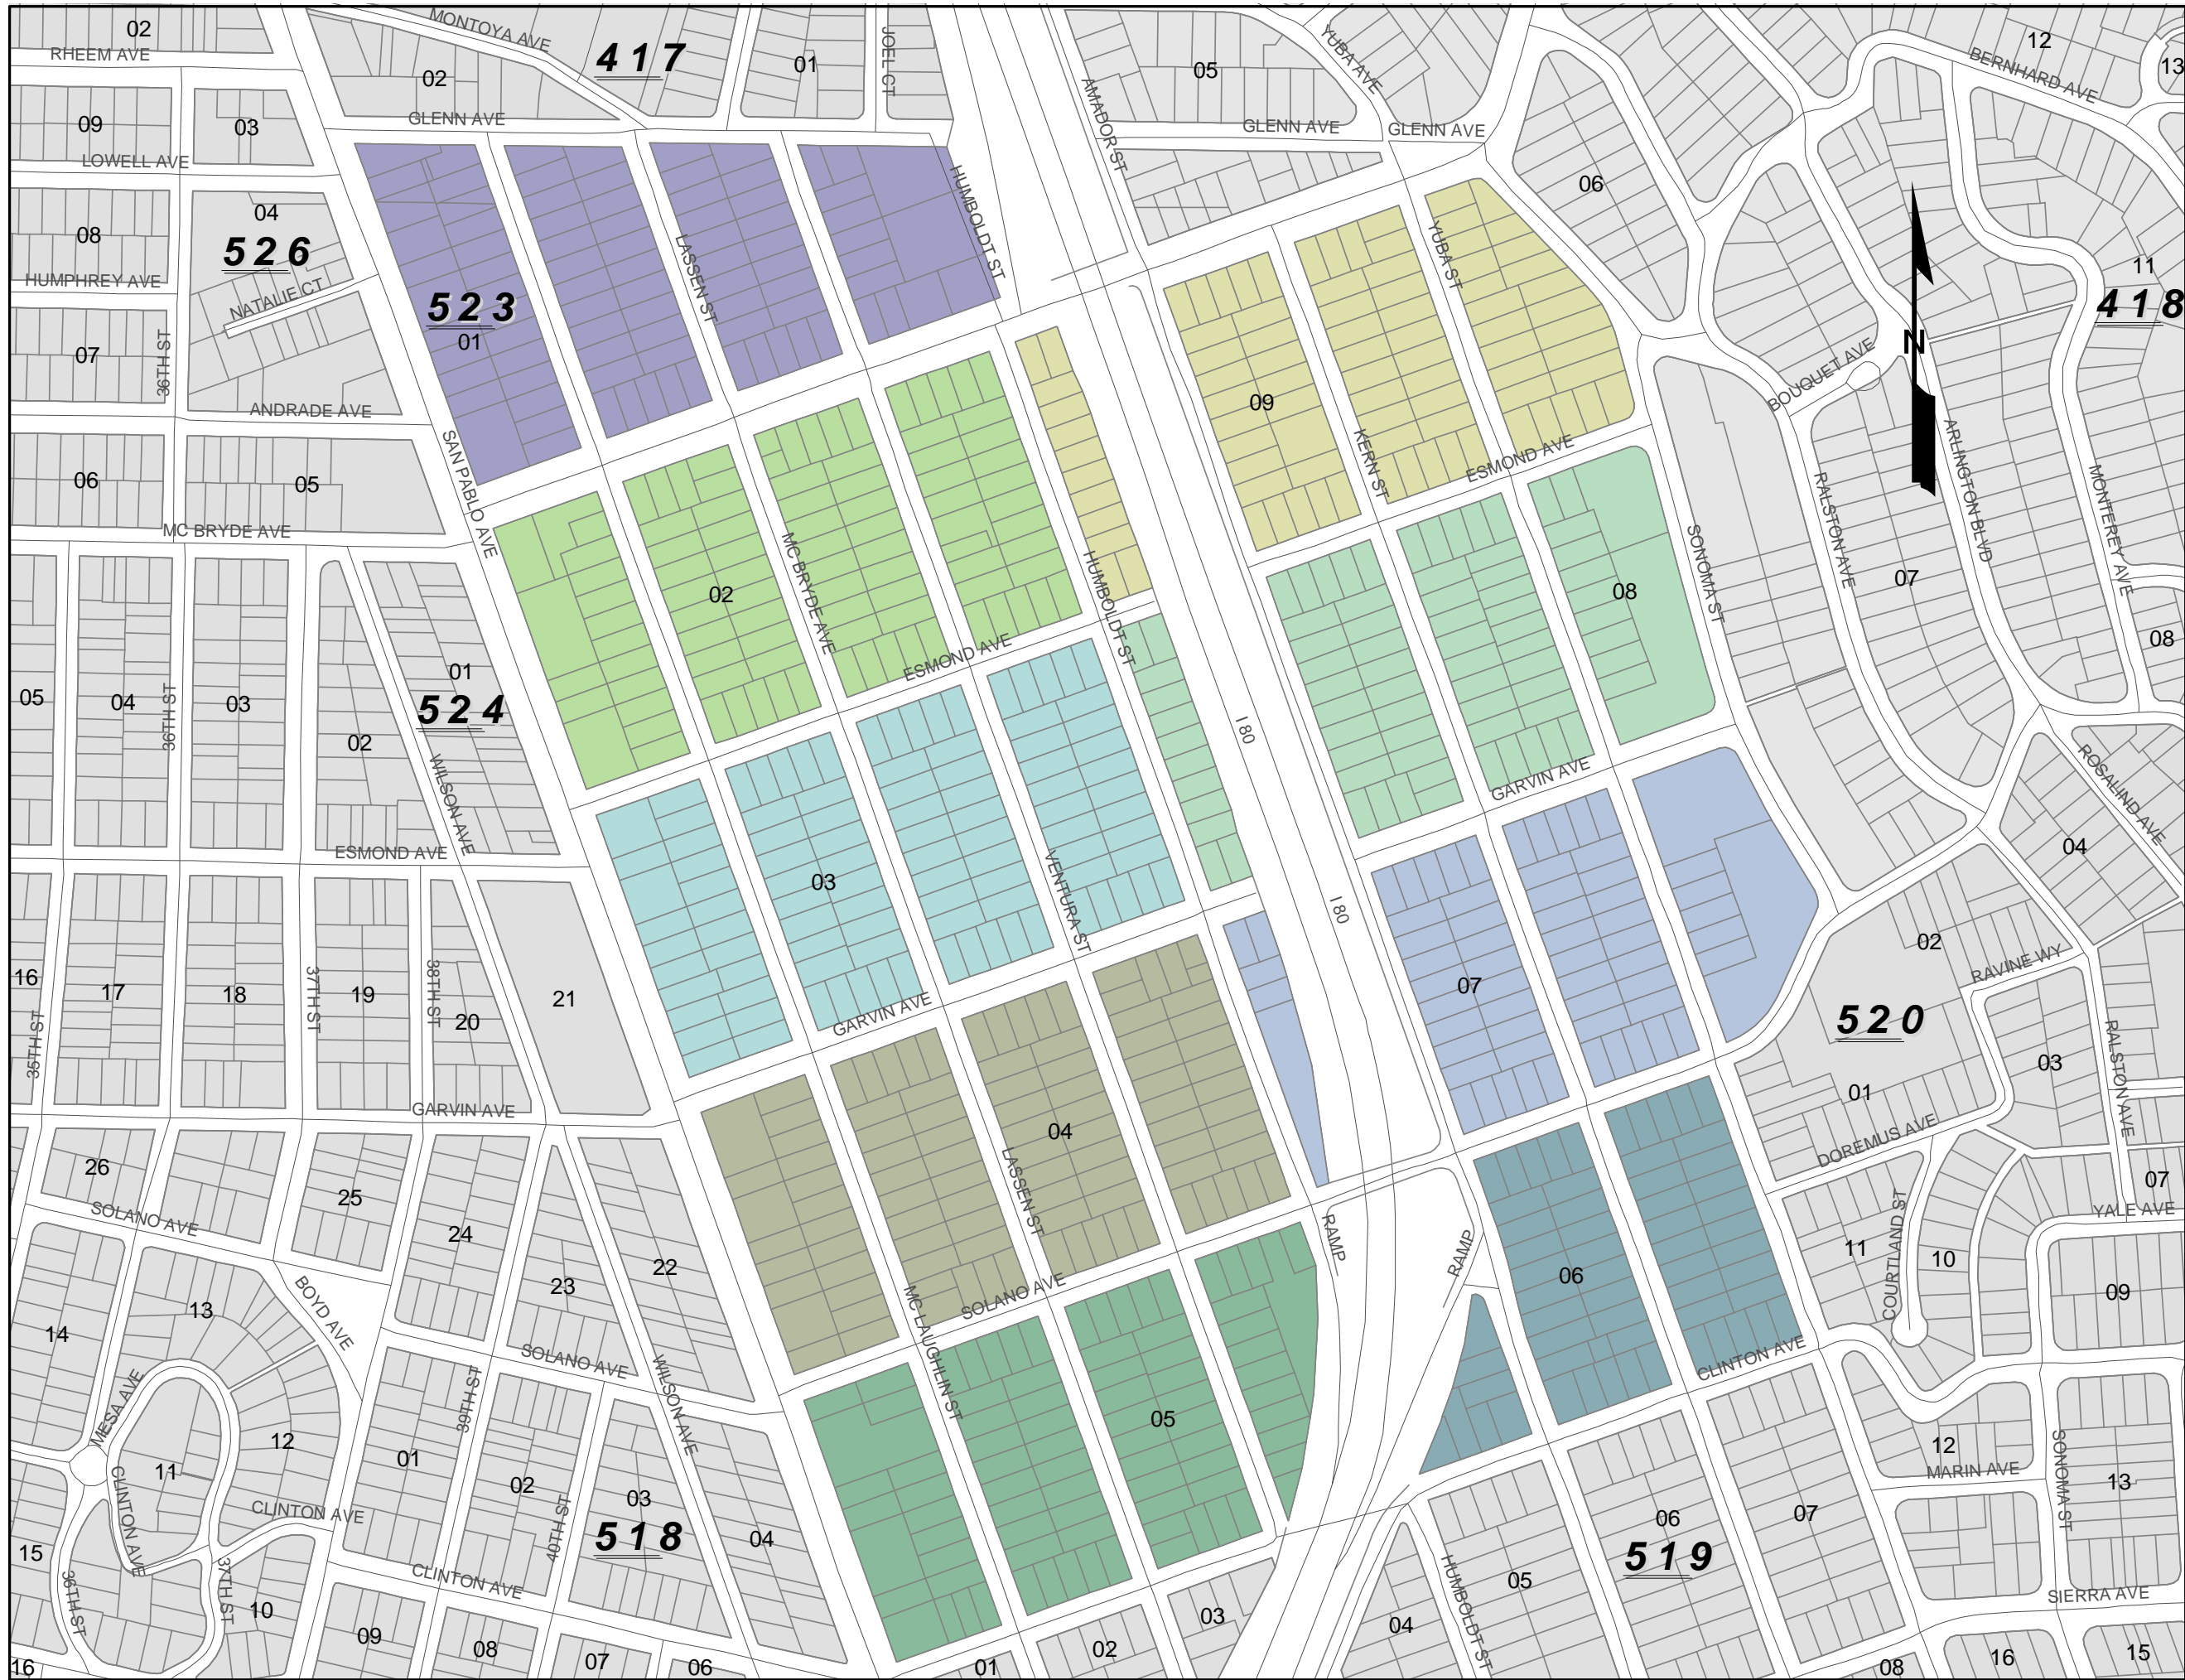 02
RHEEM AVE
MONTOYA AVE
417
02
01
JOEL CT
AMADOR ST
05
YUBA AVE
12
BERNHARD AVE
13
09
03
GLENN AVE
GLENN AVE
GLENN AVE
LOWELL AVE
04
08
526
HUMPHREY AVE
NATALIE CT
07
36TH ST
ANDRADE AVE
523
01
LASSEN ST
HUMBOLDT ST
06
YUBA ST
11
418
N
BOUQUET AVE
09
KERN ST
ESMOND AVE
06
05
SAN PABLO AVE
MC BRYDE AVE
02
MC BRYDE AVE
HUMBOLDT ST
ESMOND AVE
08
SONOMA ST
RALSTON AVE
ARLINGTON BLVD
MONTEREY AVE
07
08
05
04
36TH ST
03
02
01
524
WILSON AVE
ESMOND AVE
I 80
GARVIN AVE
ROSALIND AVE
04
03
VENTURA ST
I 80
GARVIN AVE
07
02
RAVINE WY
520
01
03
RALSTON AVE
DOREMUS AVE
16
17
35TH ST
18
37TH ST
19
38TH ST
20
21
GARVIN AVE
04
LASSEN ST
SOLANO AVE
MC LAUGHLIN ST
RAMP
RAMP
06
CLINTON AVE
07
YALE AVE
COURTLAND ST
11
10
09
26
SOLANO AVE
25
24
23
22
14
13
BOYD AVE
SOLANO AVE
WILSON AVE
MESA AVE
12
11
CLINTON AVE
CLINTON AVE
01
39TH ST
02
40TH ST
03
518
04
05
12
MARIN AVE
SONOMA ST
13
07
06
519
05
HUMBOLDT ST
SIERRA AVE
15
36TH ST
37TH ST
10
CLINTON AVE
09
08
07
06
01
02
03
04
08
16
15
16